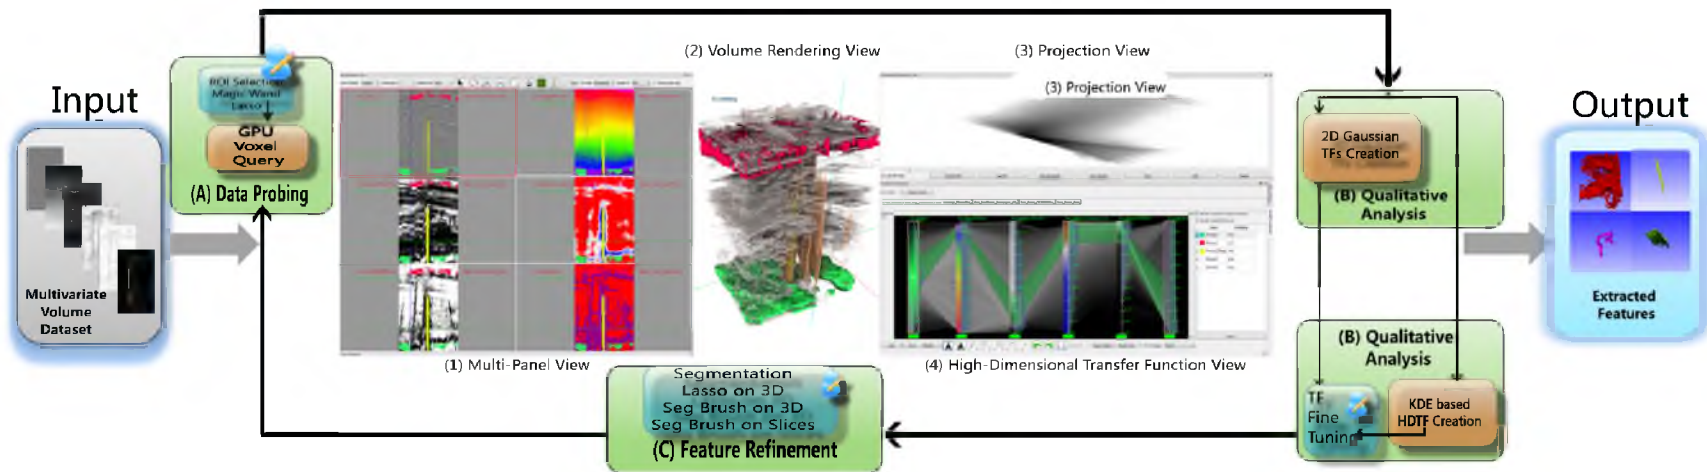 Input
Multivariate
Volume
Dataset
ROI Selection:
Magic Wand
Lasso
GPU
Voxel
Query
(A) Data Probing
(1) Multi-Panel View
(2) Volume Rendering View
(3) Projection View
(3) Projection View
(4) High-Dimensional Transfer Function View
2D Gaussian
TFs Creation
(B) Qualitative
Analysis
(B) Qualitative
Analysis
TF
Fine
Tuning
KDE based
HDTF Creation
Segmentation
Lasso on 3D
Seg Brush on 3D
Seg Brush on Slices
(C) Feature Refinement
Output
Extracted
Features